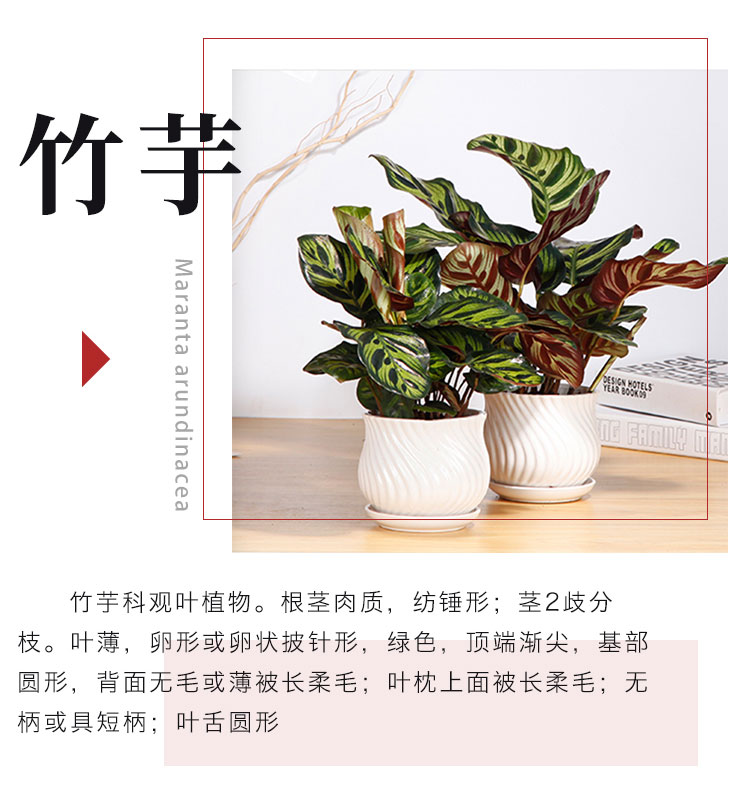 竹芋
Maranta arundinacea
DESIGN HOTELS
YEAR BOOK09
NG FAMILY MAN
竹芋科观叶植物。根茎肉质，纺锤形；茎2歧分
枝。叶薄，卵形或卵状披针形，绿色，顶端渐尖，基部
圆形，背面无毛或薄被长柔毛；叶枕上面被长柔毛；无
柄或具短柄；叶舌圆形